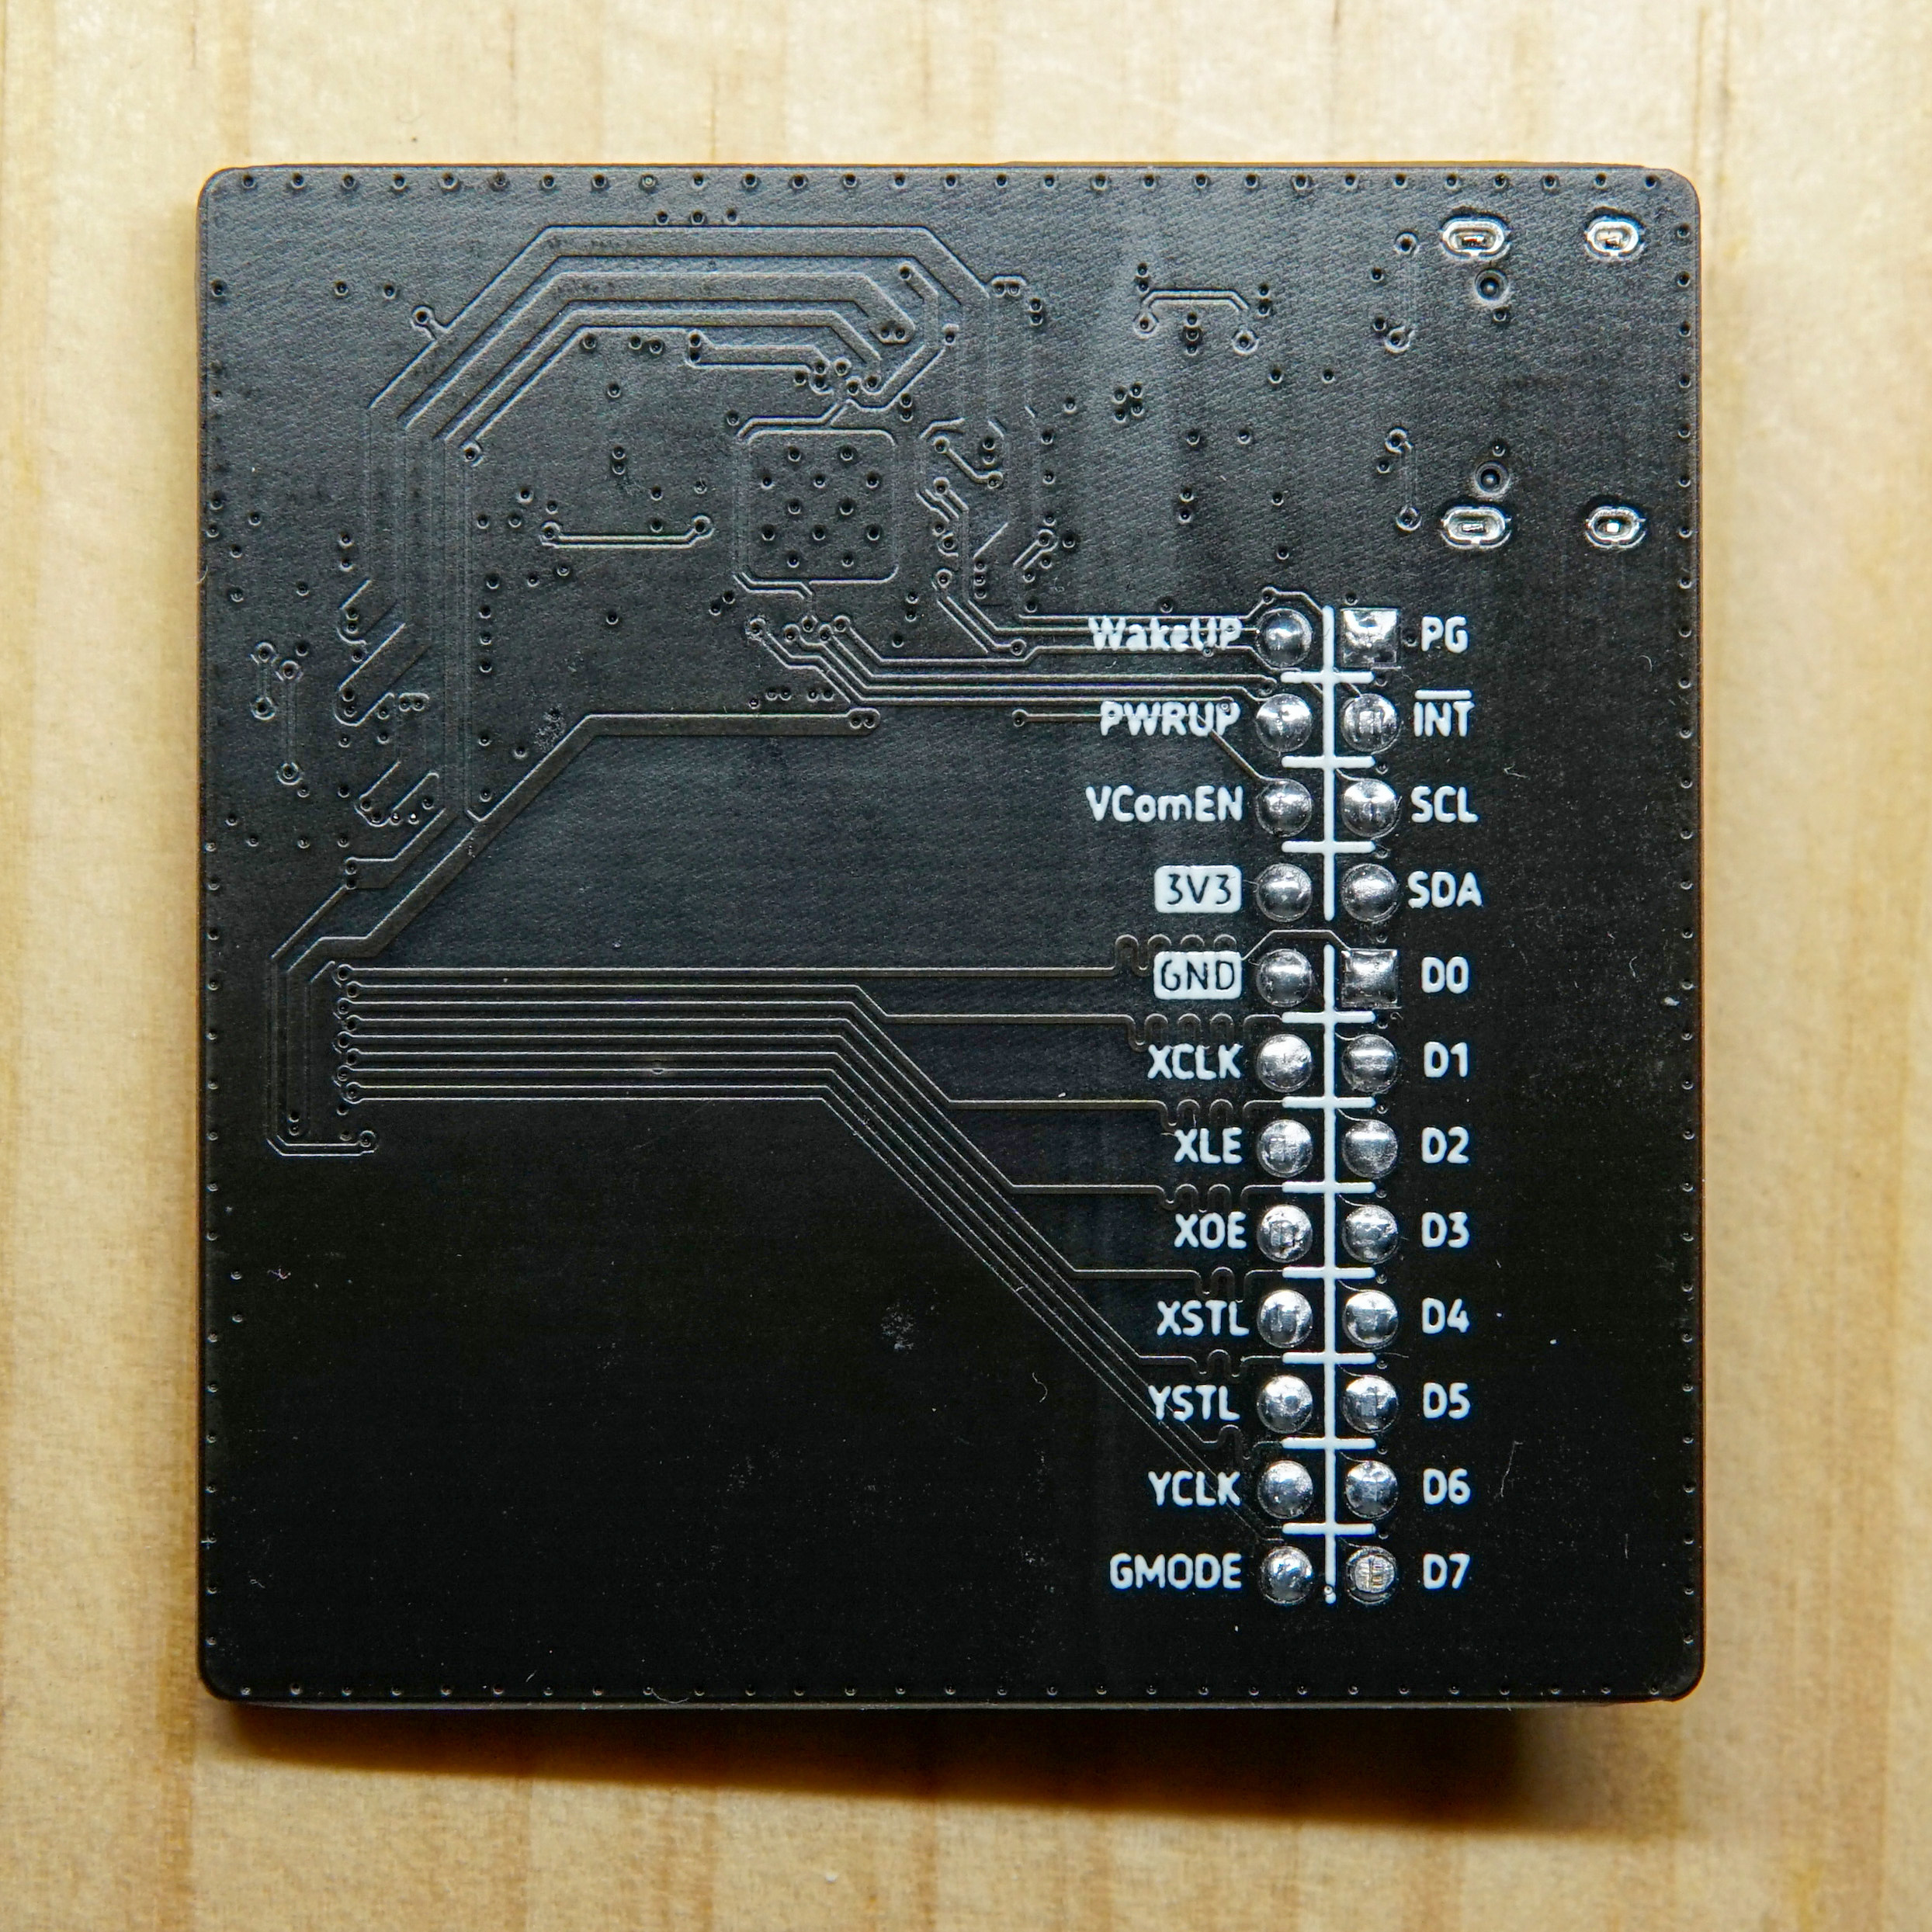 WakeUP PG
PWRUP INT
VComEN SCL
3V3 SDA
GND D0
XCLK D1
XLE D2
XOE D3
XSTL D4
YSTL D5
YCLK D6
GMODE D7